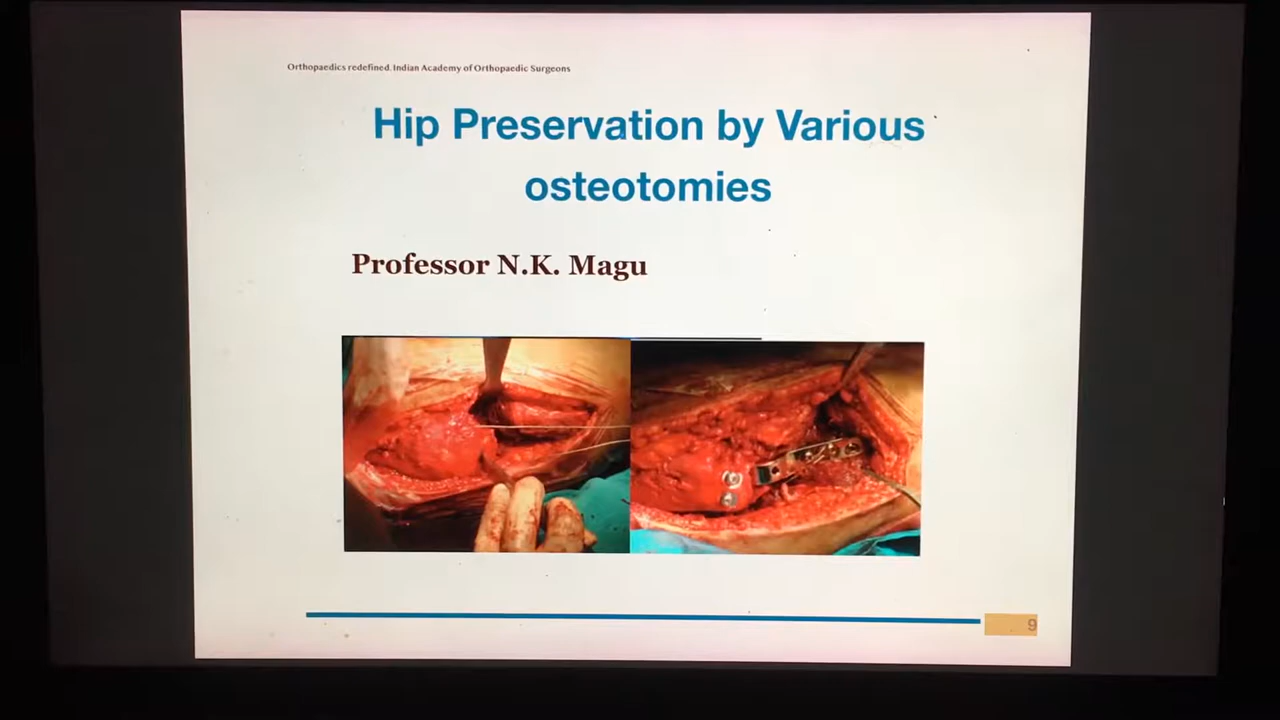 Orthopaedics redefined. Indian Academy of Orthopaedic Surgeons
Hip Preservation by Various
osteotomies
Professor N.K. Magu
9